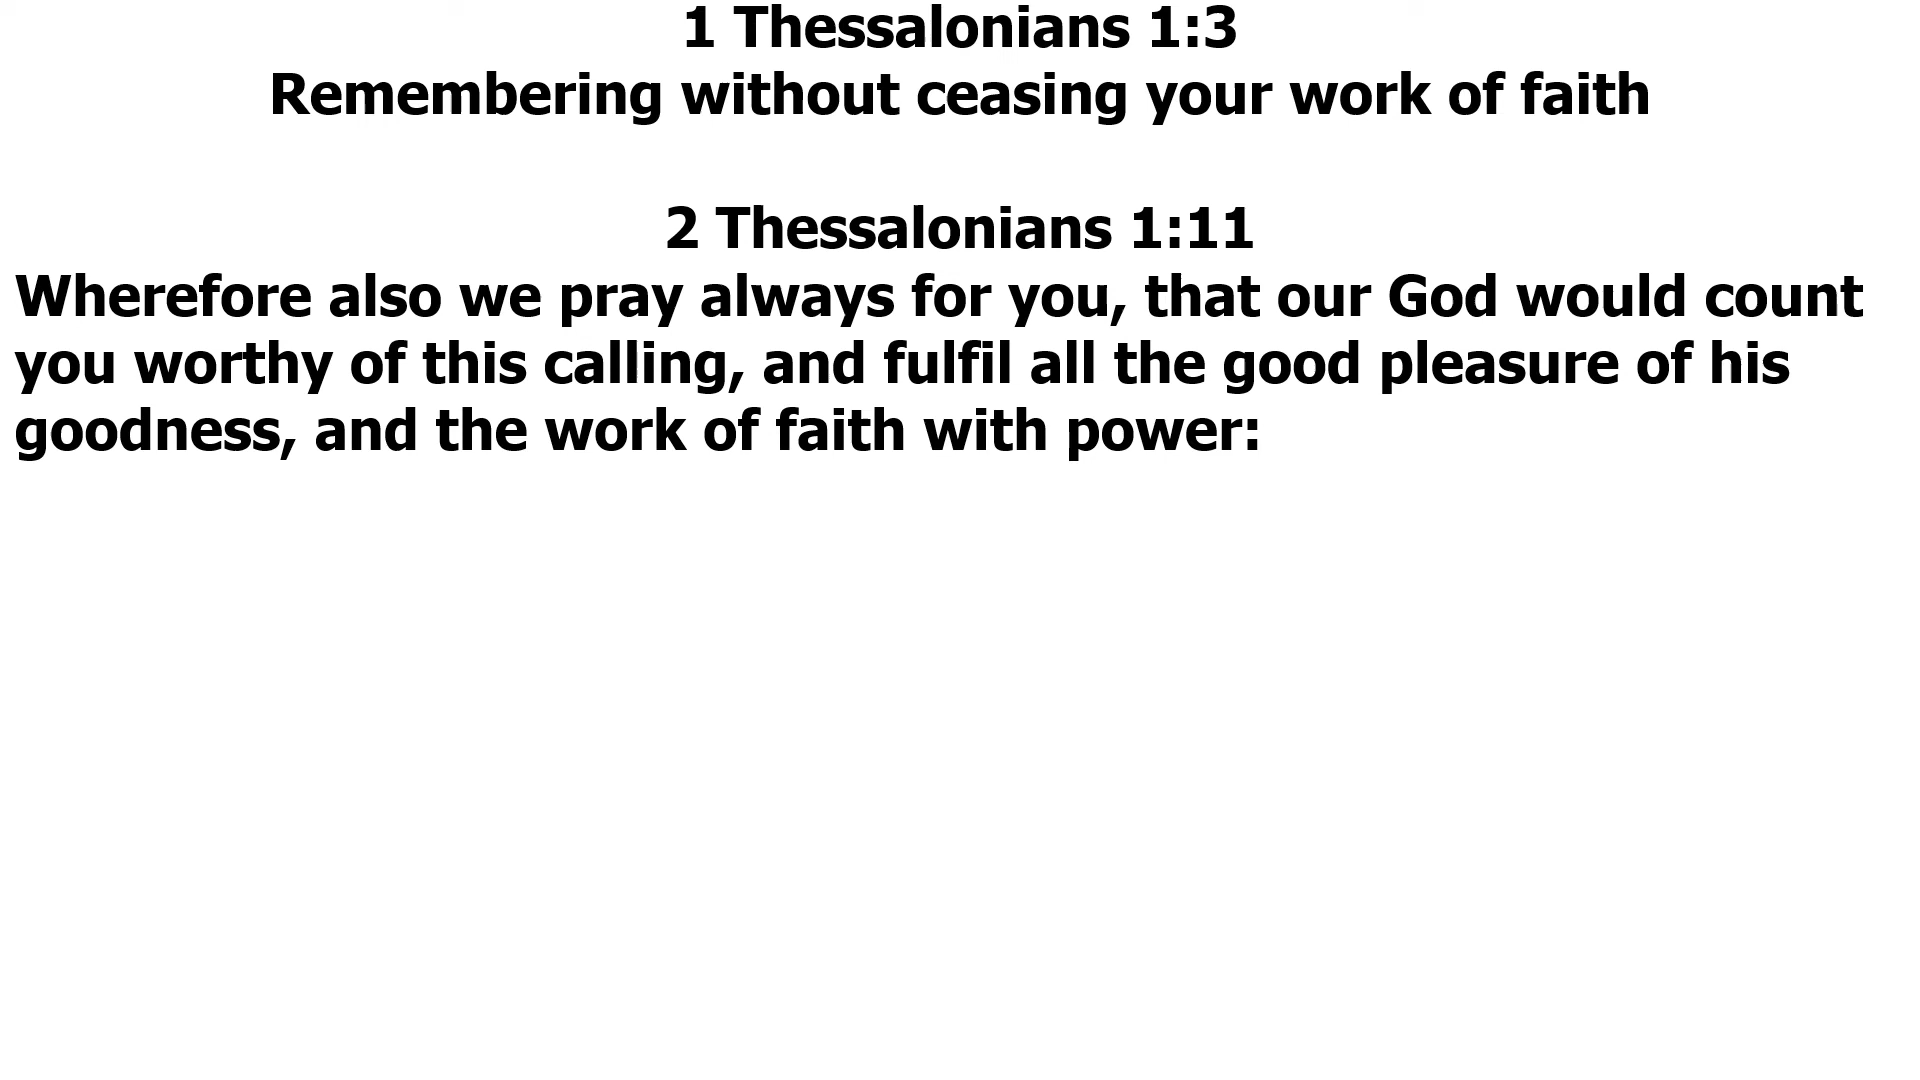 1 Thessalonians 1:3
Remembering without ceasing your work of faith
2 Thessalonians 1:11
Wherefore also we pray always for you, that our God would count
you worthy of this calling, and fulfil all the good pleasure of his
goodness, and the work of faith with power: